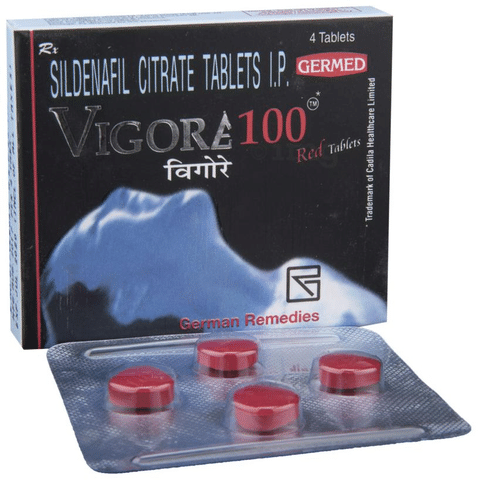 Rx
4 Tablets
SILDENAFIL CITRATE TABLETS I.P.
GERMED
VIGORE 100 TM*
Red Tablets
विगोरे
* Trademark of Cadila Healthcare Limited
German Remedies